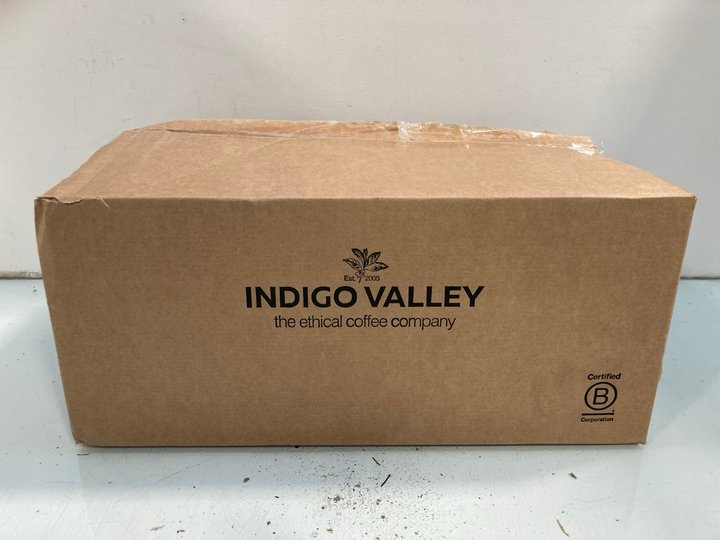 Est. 2005
INDIGO VALLEY
the ethical coffee company
Certified
B
Corporation